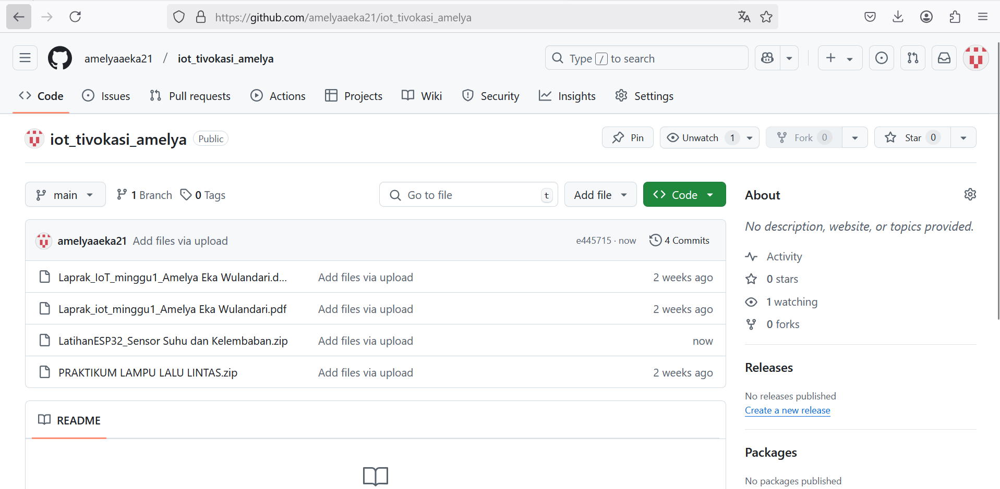 https://github.com/amelyaaeka21/iot_tivokasi_amelya
amelyaaeka21 / iot_tivokasi_amelya
Type / to search
Code Issues Pull requests Actions Projects Wiki Security Insights Settings
iot_tivokasi_amelya Public
Pin Unwatch 1 Fork 0 Star 0
main 1 Branch 0 Tags Go to file t Add file Code
amelyaaeka21 Add files via upload e445715 · now 4 Commits
Laprak_IoT_minggu1_Amelya Eka Wulandari.d... Add files via upload 2 weeks ago
Laprak_iot_minggu1_Amelya Eka Wulandari.pdf Add files via upload 2 weeks ago
LatihanESP32_Sensor Suhu dan Kelembaban.zip Add files via upload now
PRAKTIKUM LAMPU LALU LINTAS.zip Add files via upload 2 weeks ago
README
About
No description, website, or topics provided.
Activity
0 stars
1 watching
0 forks
Releases
No releases published
Create a new release
Packages
No packages published